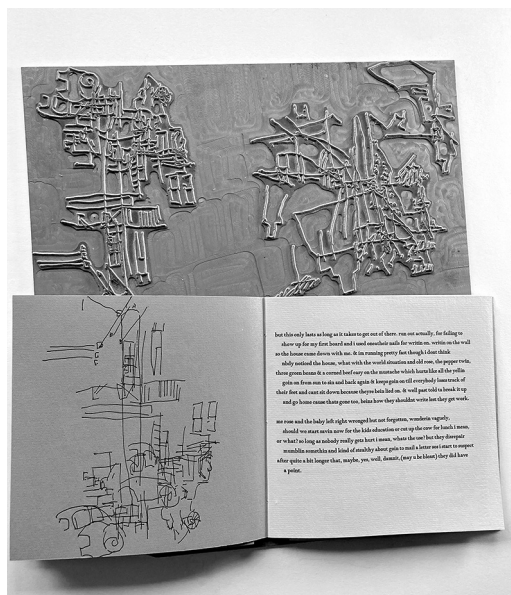 but this only lasts as long as it takes to get out of there. run out actually, for failing to
show up for my first board and i used emschair nails for writin on. writin on the wall
so the house came down with me. & im running pretty fast though i dont think
nbely noticed the house, what with the world situation and old rose, the pepper twin,
three green beans & a corned beef easy on the mustache which hurts like all the yellin
goin on from sun to sin and back again & keeps goin on till everybody loses track of
their feet and cant sit down because theyre bein lied on. & well past told to break it up
and go home cause thats gone too, beins how they shouldnt write lest they get work.
me rose and the baby left right wronged but not forgotten, wonderin vaguely,
should we start savin now for the kids education or cut up the cow for lunch i mean,
or what? so long as nobody really gets hurt i mean, whats the use? but they disrepair
mumblin somethin and kind of stealthy about gain to mail a letter see i start to suspect
after quite a bit longer that, maybe, yes, well, damnit, (may u be blesst) they did have
a point.